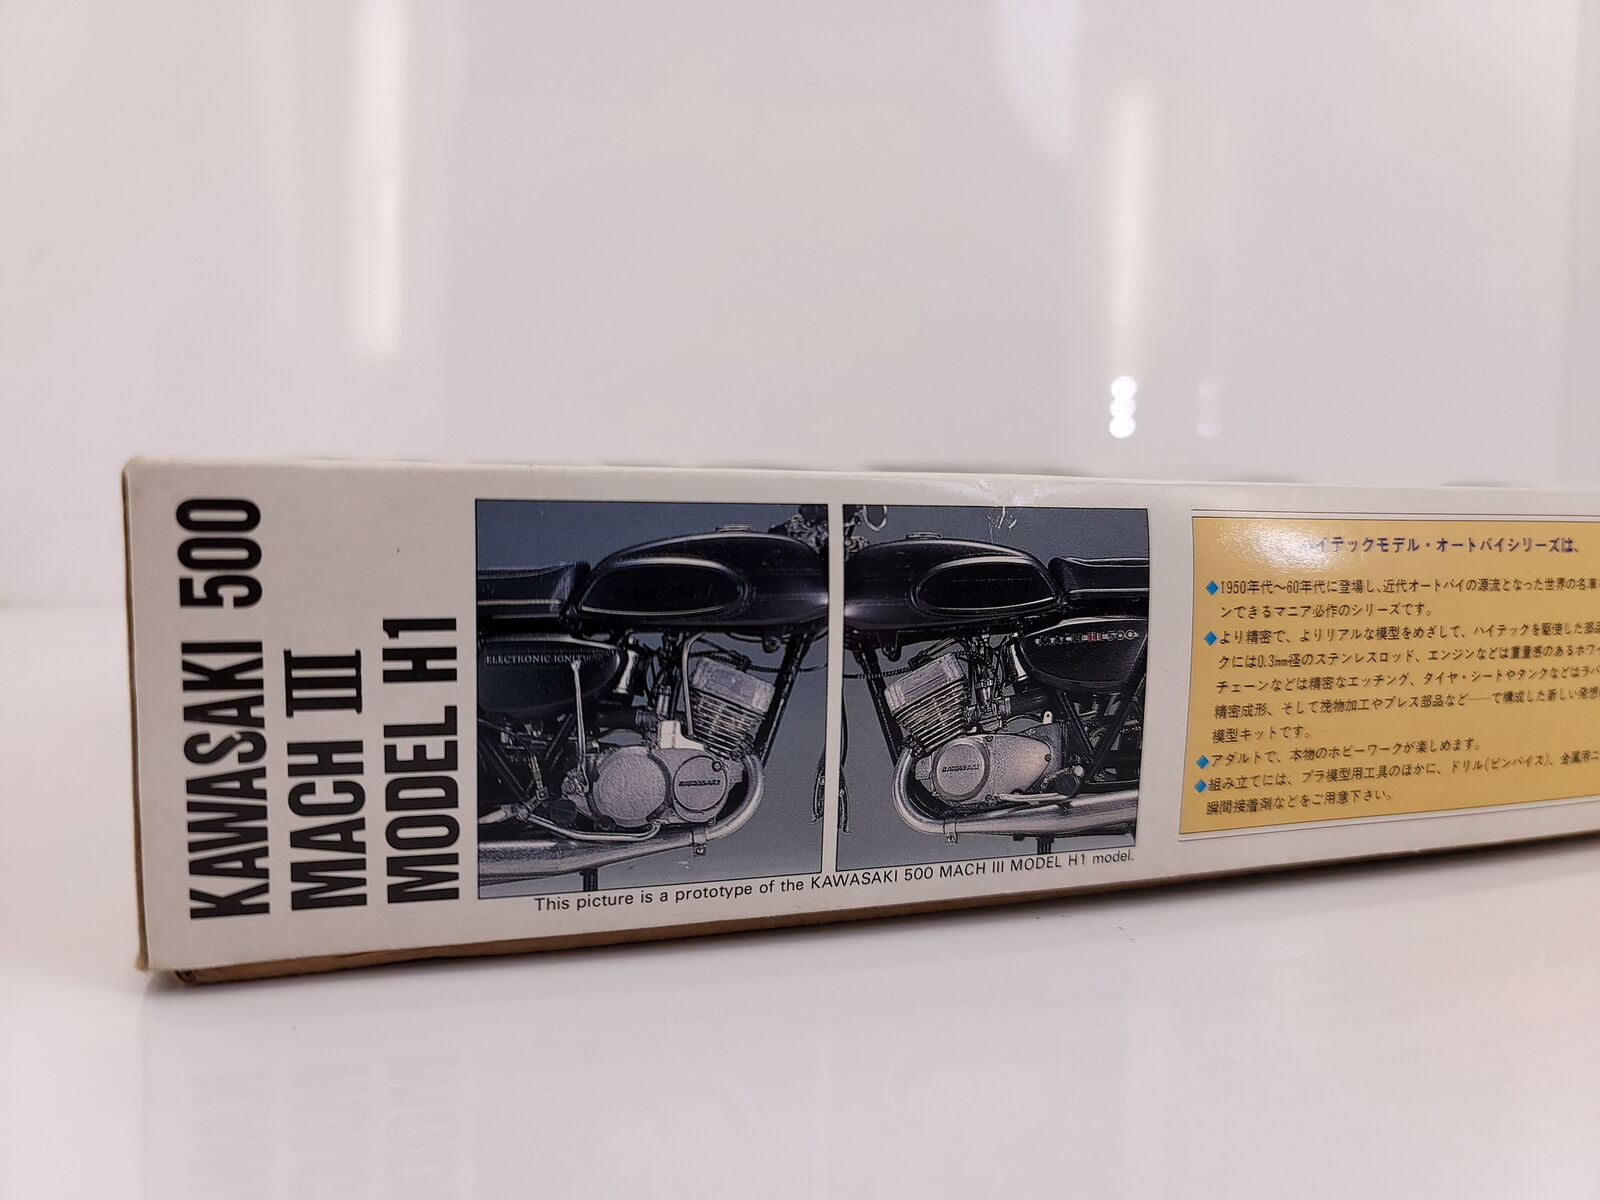 KAWASAKI 500
MACH III
MODEL H1
ELECTRONIC
KAWASAKI
MACH III 500
KAWASAKI
This picture is a prototype of the KAWASAKI 500 MACH III MODEL H1 model.
イテックモデル・オートバイシリーズは、
◆1950年代〜60年代に登場し、近代オートバイの源流となった世界の名車
ンできるマニア必作のシリーズです。
◆より精密で、よりリアルな模型をめざして、ハイテックを駆使した部品
クには0.3mm径のステンレスロッド、エンジンなどは重量感のあるホワイ
チェーンなどは精密なエッチング、タイヤ・シートやタンクなどはラバ
精密成形、そして挽物加工やプレス部品など──で構成した新しい発想
模型キットです。
◆アダルトで、本物のホビーワークが楽しめます。
◆組み立てには、プラ模型用工具のほかに、ドリル(ピンバイス)、金属用ニ
瞬間接着剤などをご用意下さい。